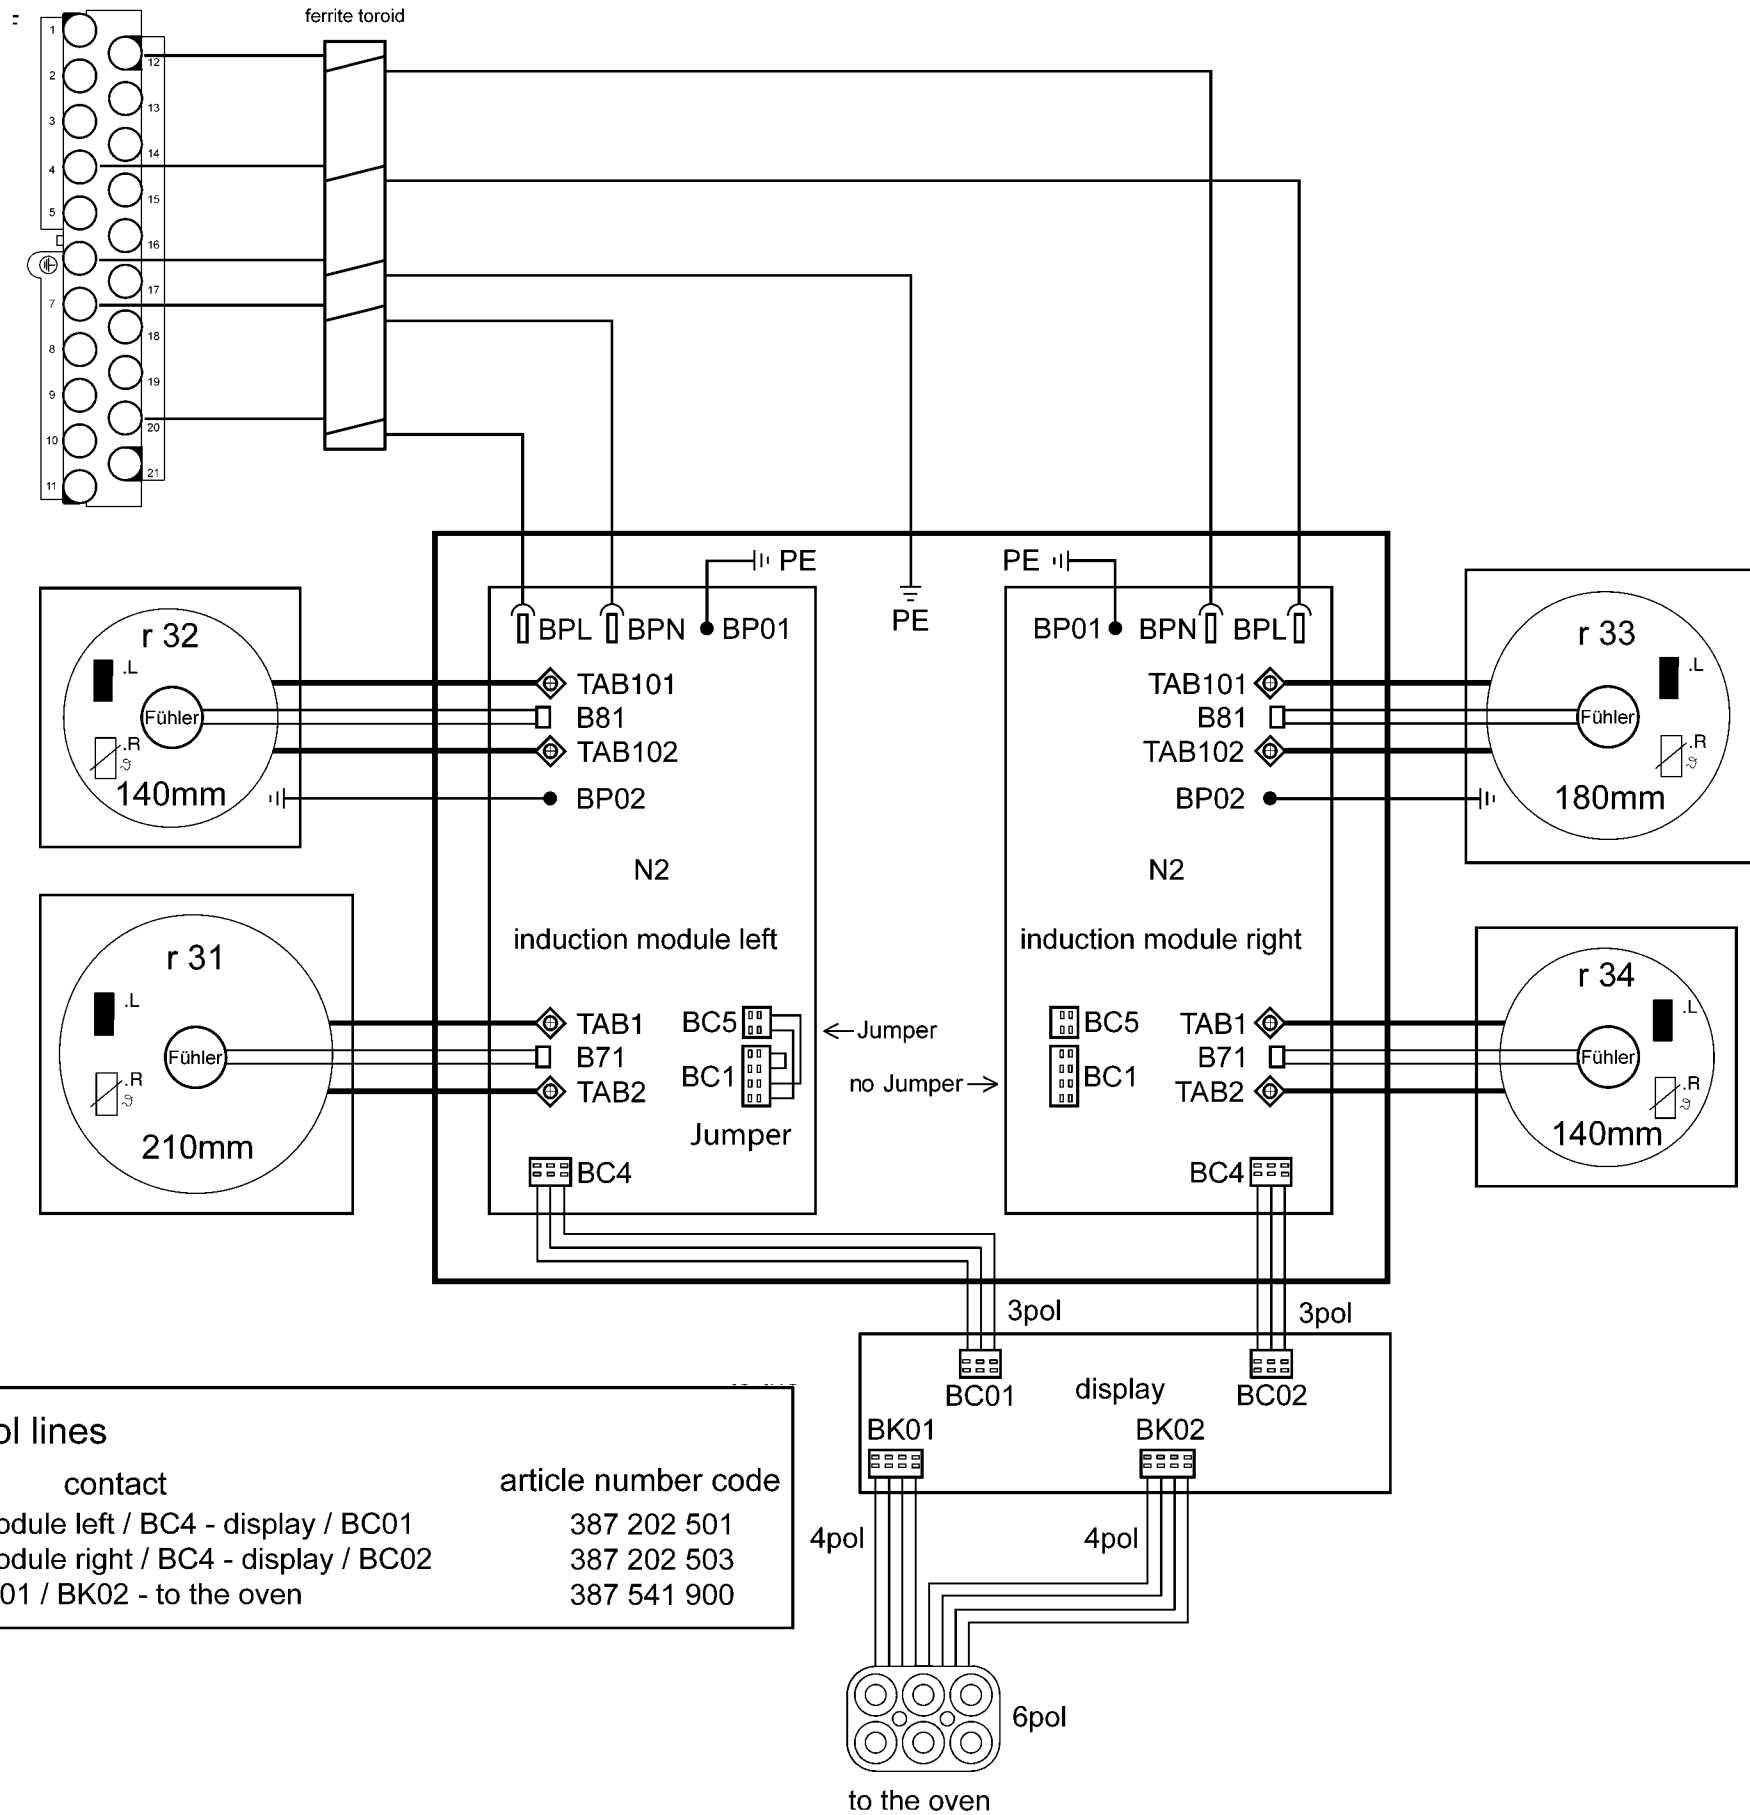 ferrite toroid
1
12
2
13
3
14
4
15
5
16
17
7
18
8
19
9
20
10
21
11
PE
PE
PE
BPL BPN BP01
BP01 BPN BPL
r 32
.L
Fühler
.R
ϑ
140mm
TAB101
B81
TAB102
BP02
N2
induction module left
TAB101
B81
TAB102
BP02
N2
induction module right
r 33
.L
Fühler
.R
ϑ
180mm
r 31
.L
Fühler
.R
ϑ
210mm
TAB1
B71
TAB2
BC5
BC1
Jumper
BC4
Jumper
no Jumper
BC5
BC1
TAB1
B71
TAB2
BC4
r 34
.L
Fühler
.R
ϑ
140mm
3pol
3pol
BC01
display
BC02
BK01
BK02
ol lines
contact article number code
odule left / BC4 - display / BC01 387 202 501
odule right / BC4 - display / BC02 387 202 503
01 / BK02 - to the oven 387 541 900
4pol
4pol
6pol
to the oven